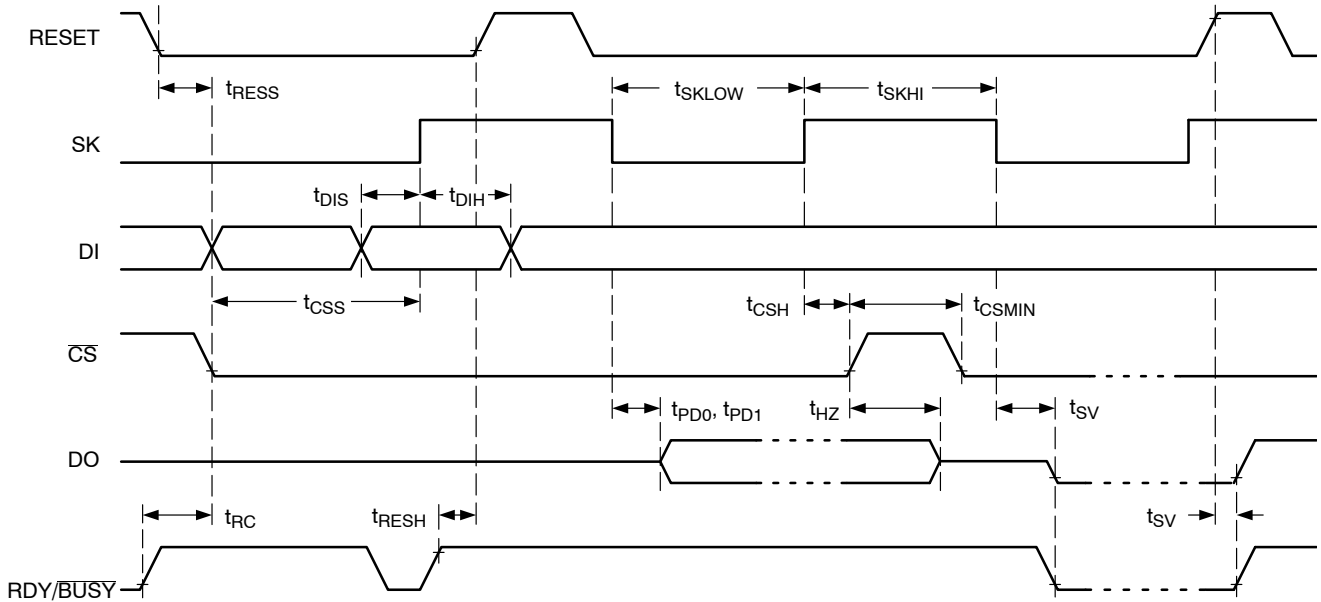 RESET
tRESS
tSKLOW
tSKHI
SK
tDIS
tDIH
DI
tCSS
tCSH
tCSMIN
CS
tPD0, tPD1
tHZ
tSV
DO
tRC
tRESH
tSV
RDY/BUSY